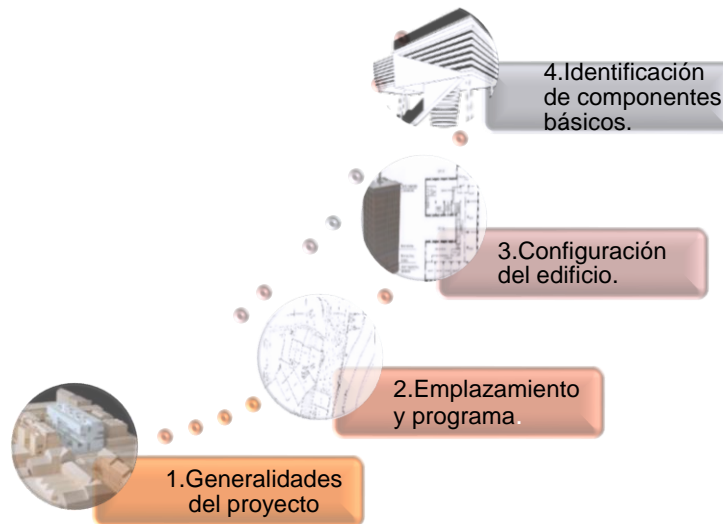 4.Identificación
de componentes
básicos.
3.Configuración
del edificio.
2.Emplazamiento
y programa.
1.Generalidades
del proyecto